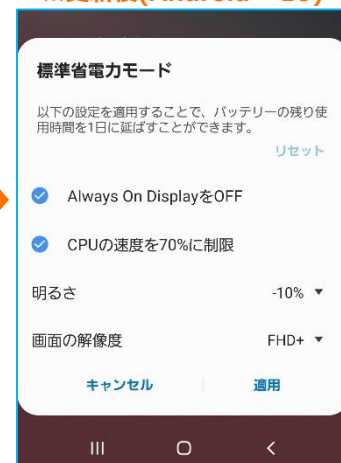 標準省電力モード
以下の設定を適用することで、バッテリーの残り使
用時間を1日に延ばすことができます。
リセット
Always On DisplayをOFF
CPUの速度を70%に制限
明るさ -10% ▼
画面の解像度 FHD+ ▼
キャンセル 適用